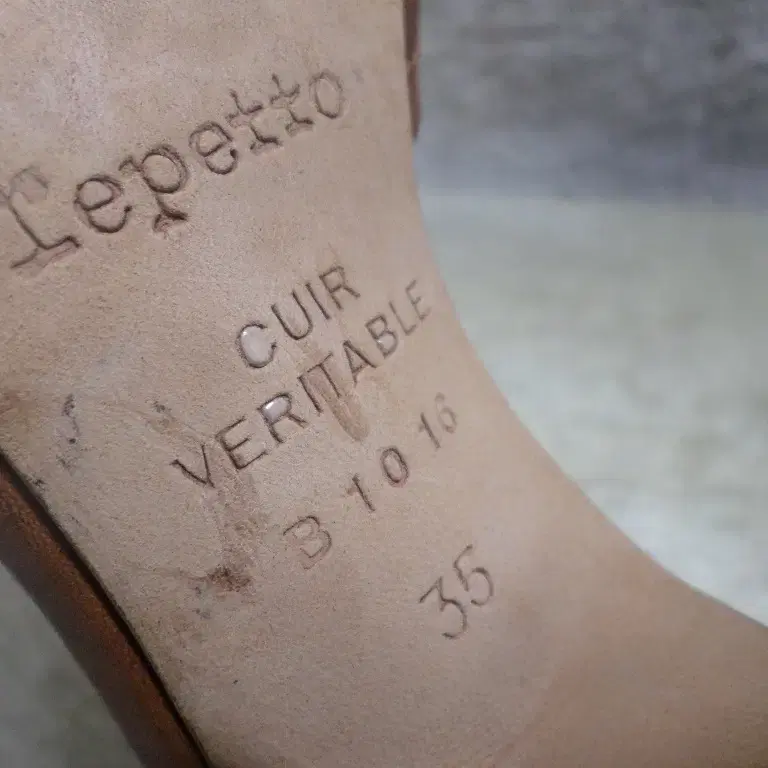 repetto
CUIR
VERITABLE
B 10 16
35